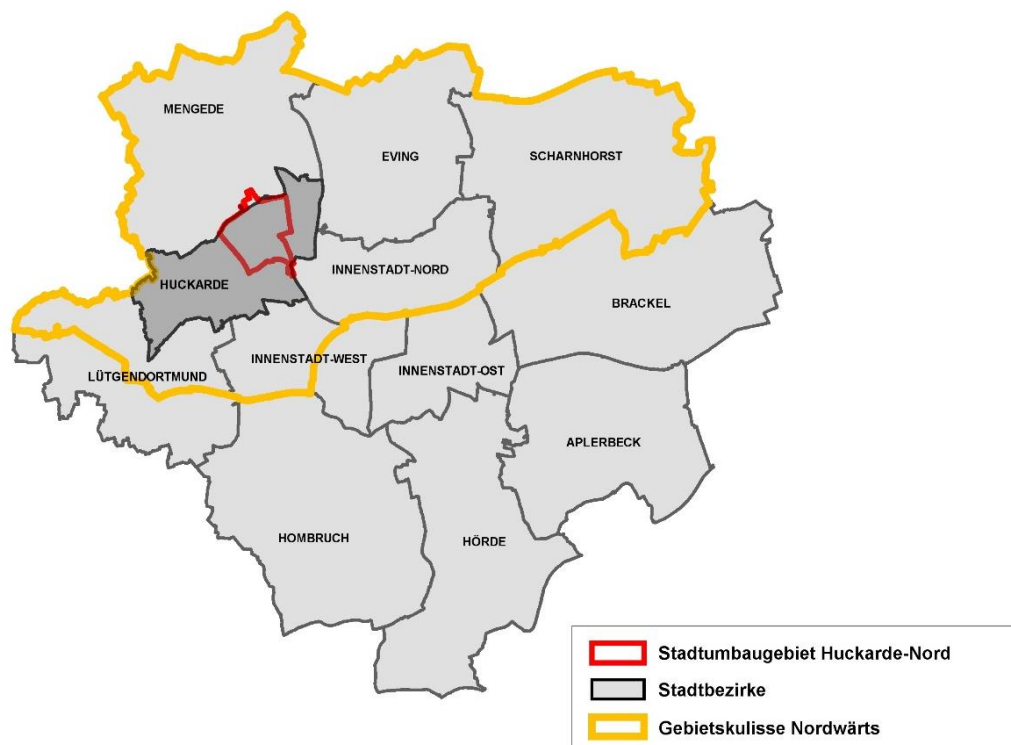 MENGEDE
EVING
SCHARNHORST
INNENSTADT-NORD
HUCKARDE
BRACKEL
INNENSTADT-WEST
LÜTGENDORTMUND
INNENSTADT-OST
APLERBECK
HOMBRUCH
HÖRDE
Stadtumbaugebiet Huckarde-Nord
Stadtbezirke
Gebietskulisse Nordwärts